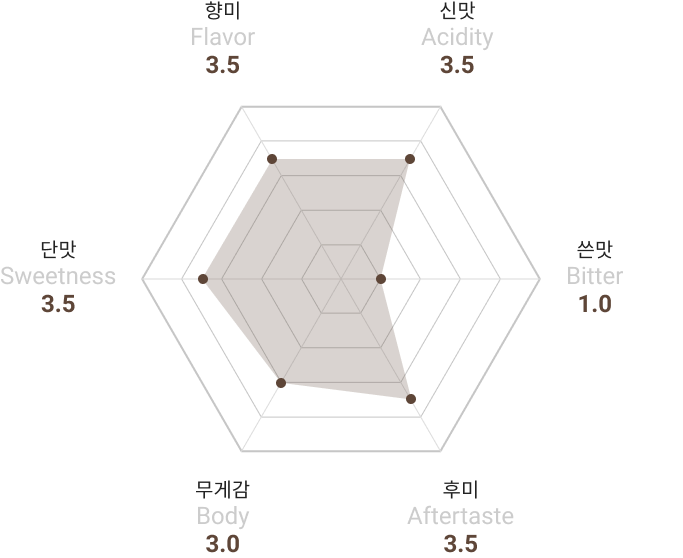 향미
Flavor
3.5
신맛
Acidity
3.5
단맛
Sweetness
3.5
쓴맛
Bitter
1.0
무게감
Body
3.0
후미
Aftertaste
3.5